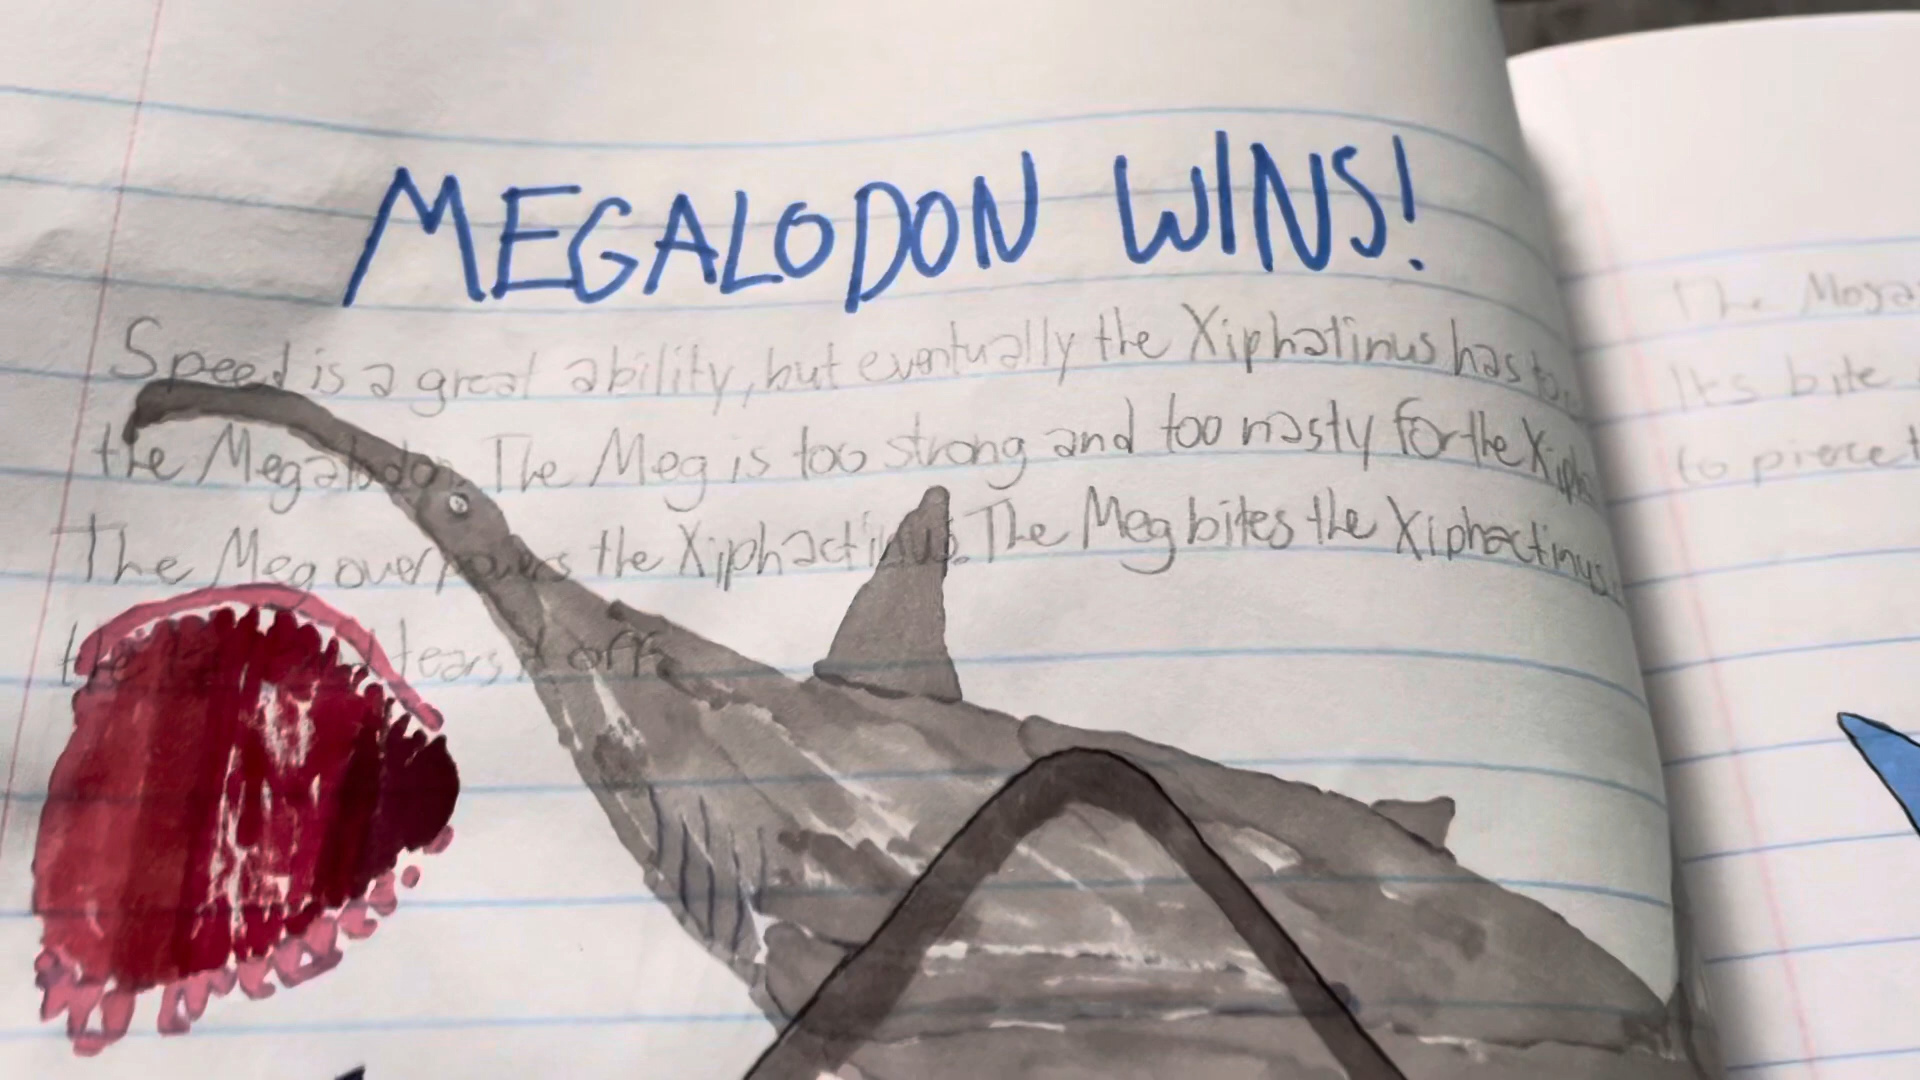 MEGALODON WINS!
Speed is a great ability, but eventually the Xiphatinus has to
the Megalodon. The Meg is too strong and too nasty for the
The Meg overpowers the Xiphactinus. The Meg bites the Xiphactinus
the tears it off.
The
Its bite
to pierce